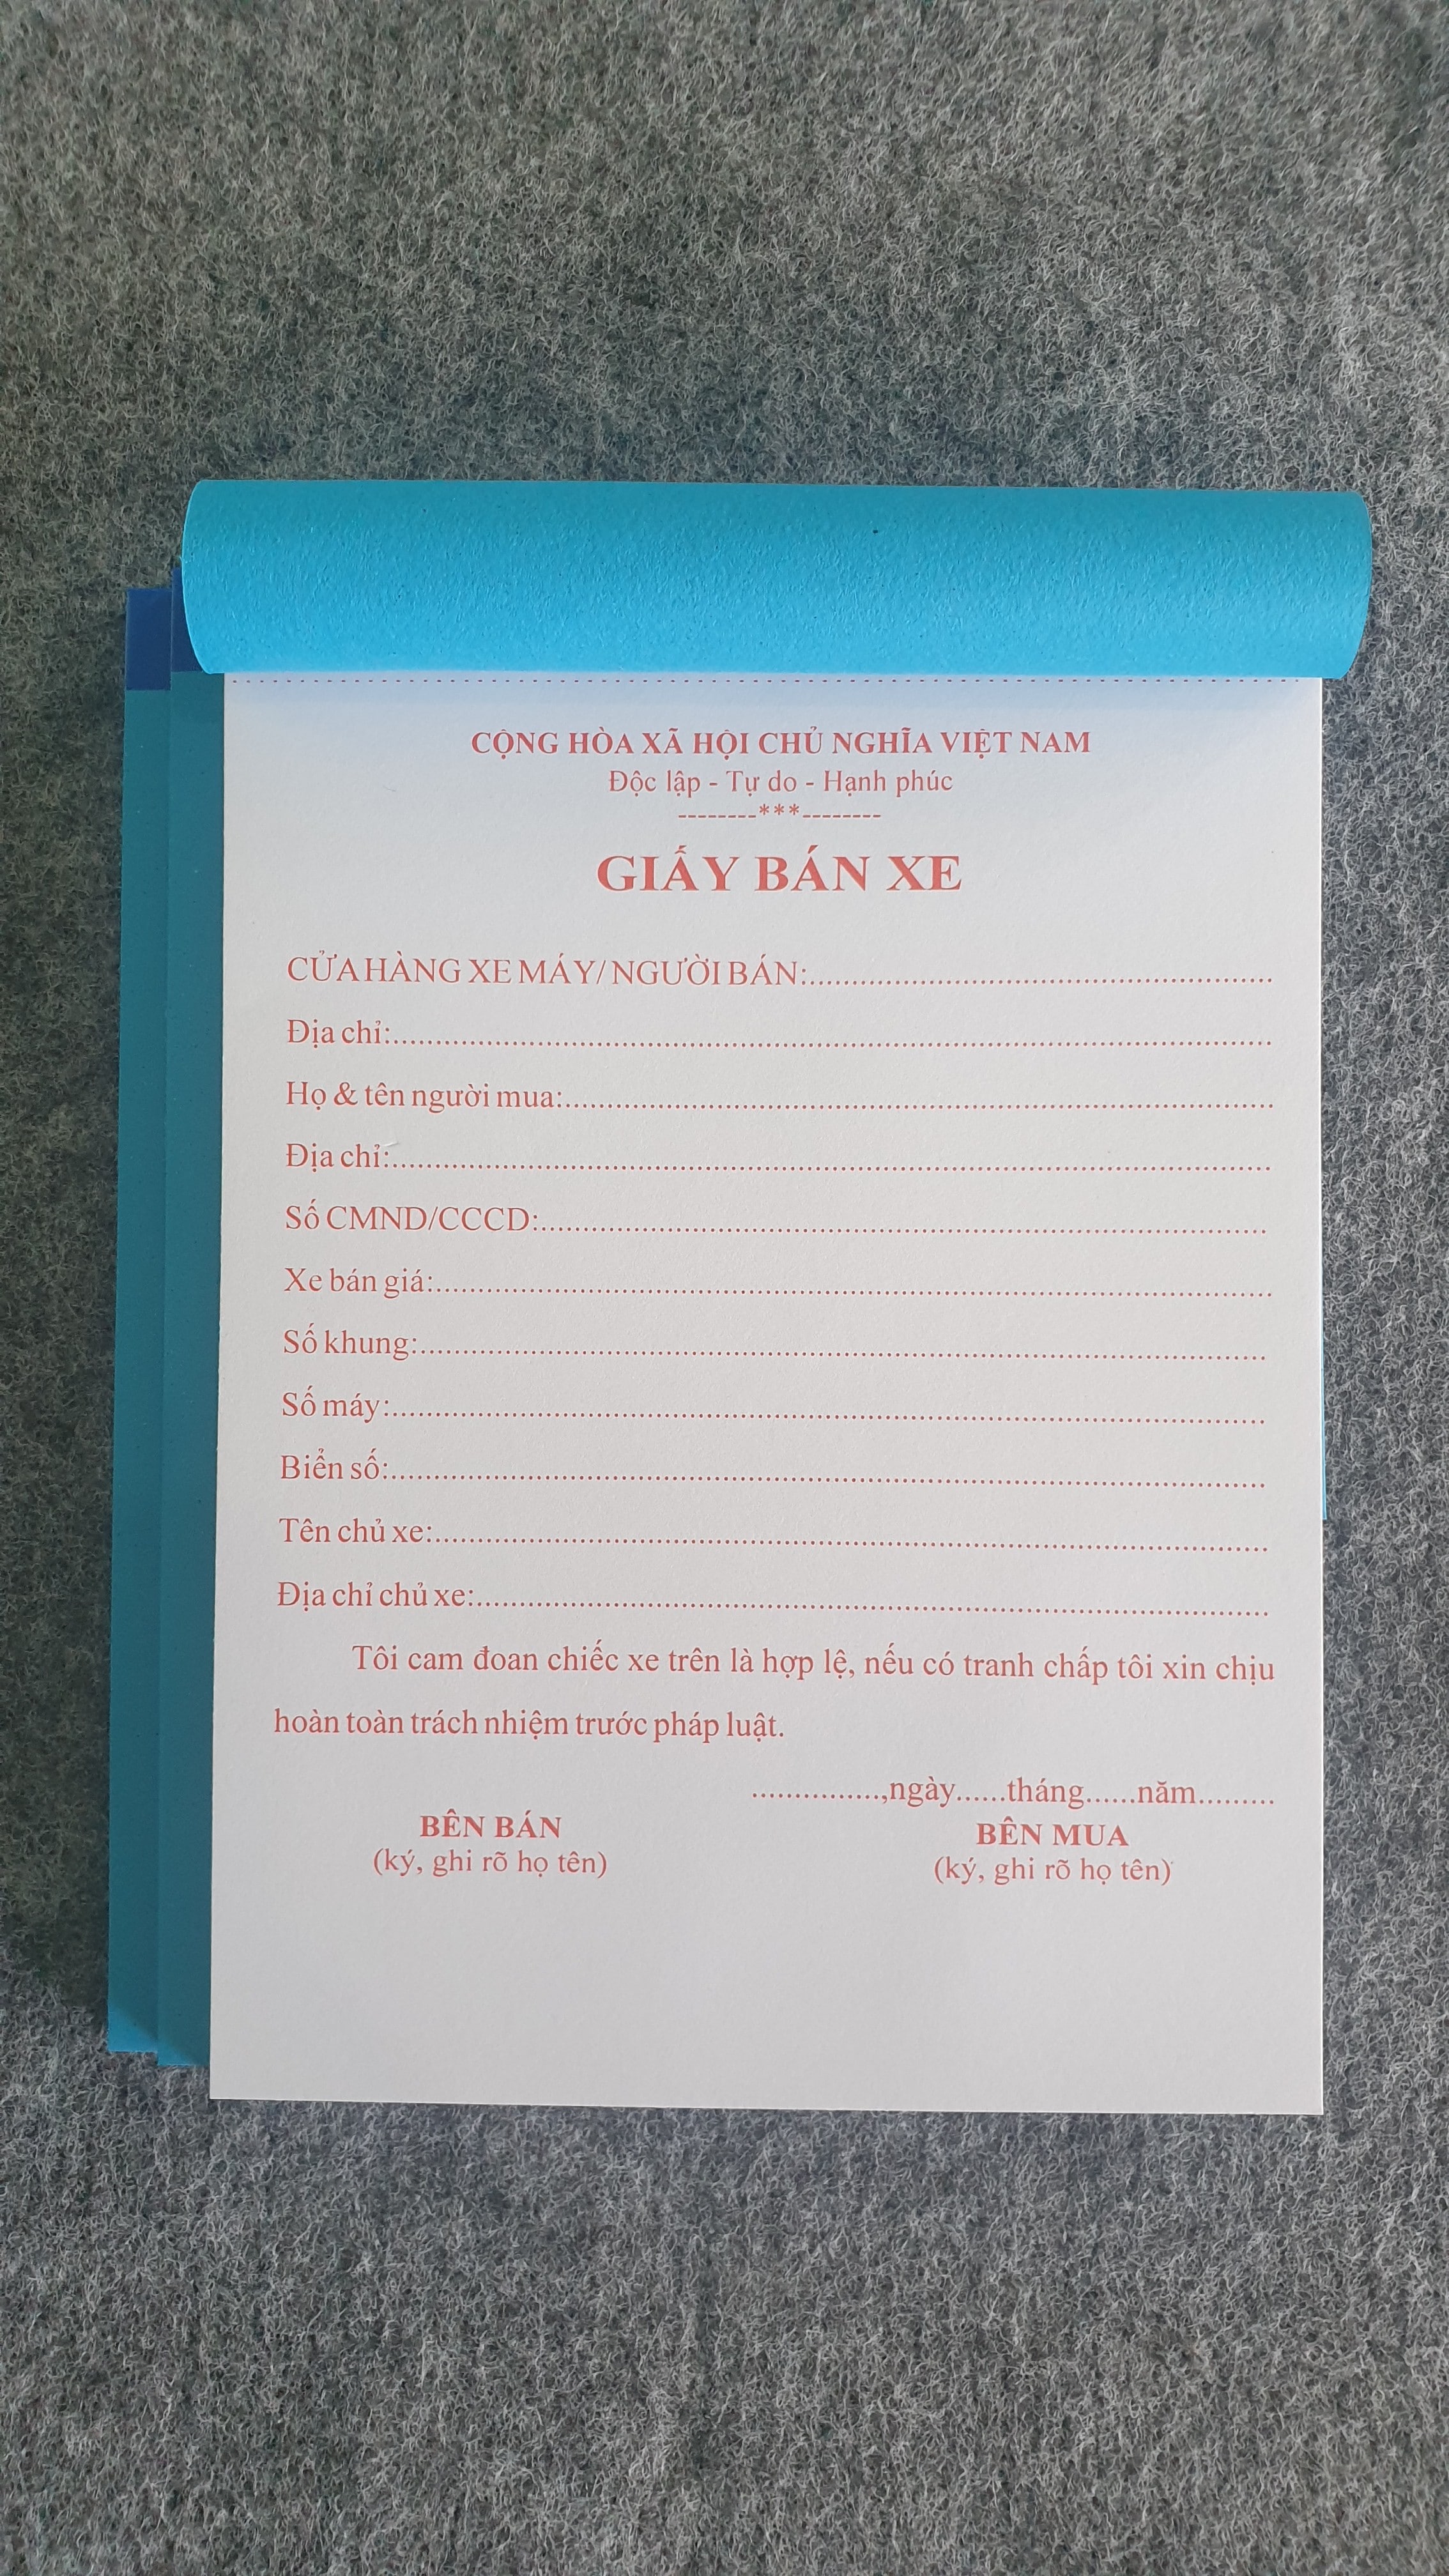 CỘNG HÒA XÃ HỘI CHỦ NGHĨA VIỆT NAM
Độc lập - Tự do - Hạnh phúc
--------***--------
GIẤY BÁN XE
CỬA HÀNG XE MÁY/ NGƯỜI BÁN:........................................................
Địa chỉ:..........................................................................................................
Họ & tên người mua:.....................................................................................
Địa chỉ:..........................................................................................................
Số CMND/CCCD:.......................................................................................
Xe bán giá:....................................................................................................
Số khung:......................................................................................................
Số máy:.........................................................................................................
Biển số:.........................................................................................................
Tên chủ xe:....................................................................................................
Địa chỉ chủ xe:...............................................................................................
Tôi cam đoan chiếc xe trên là hợp lệ, nếu có tranh chấp tôi xin chịu
hoàn toàn trách nhiệm trước pháp luật.
................,ngày......tháng......năm.........
BÊN BÁN BÊN MUA
(ký, ghi rõ họ tên) (ký, ghi rõ họ tên)